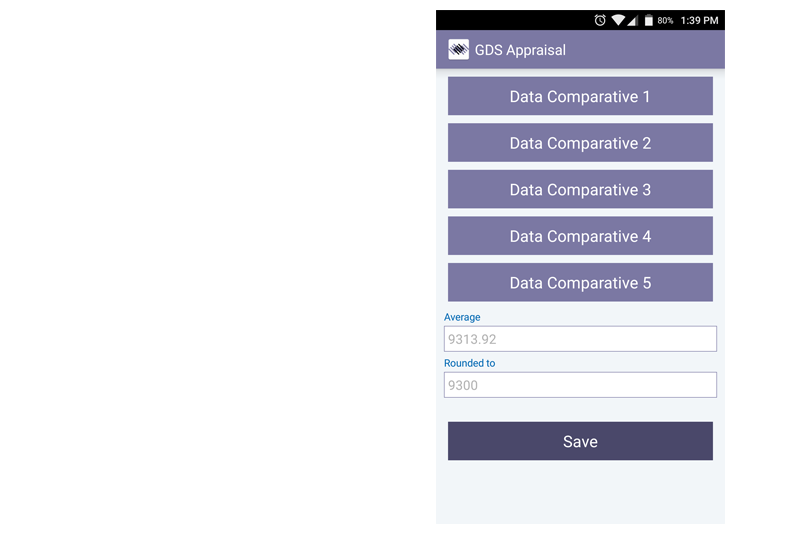 80% 1:39 PM
GDS Appraisal
Data Comparative 1
Data Comparative 2
Data Comparative 3
Data Comparative 4
Data Comparative 5
Average
9313.92
Rounded to
9300
Save